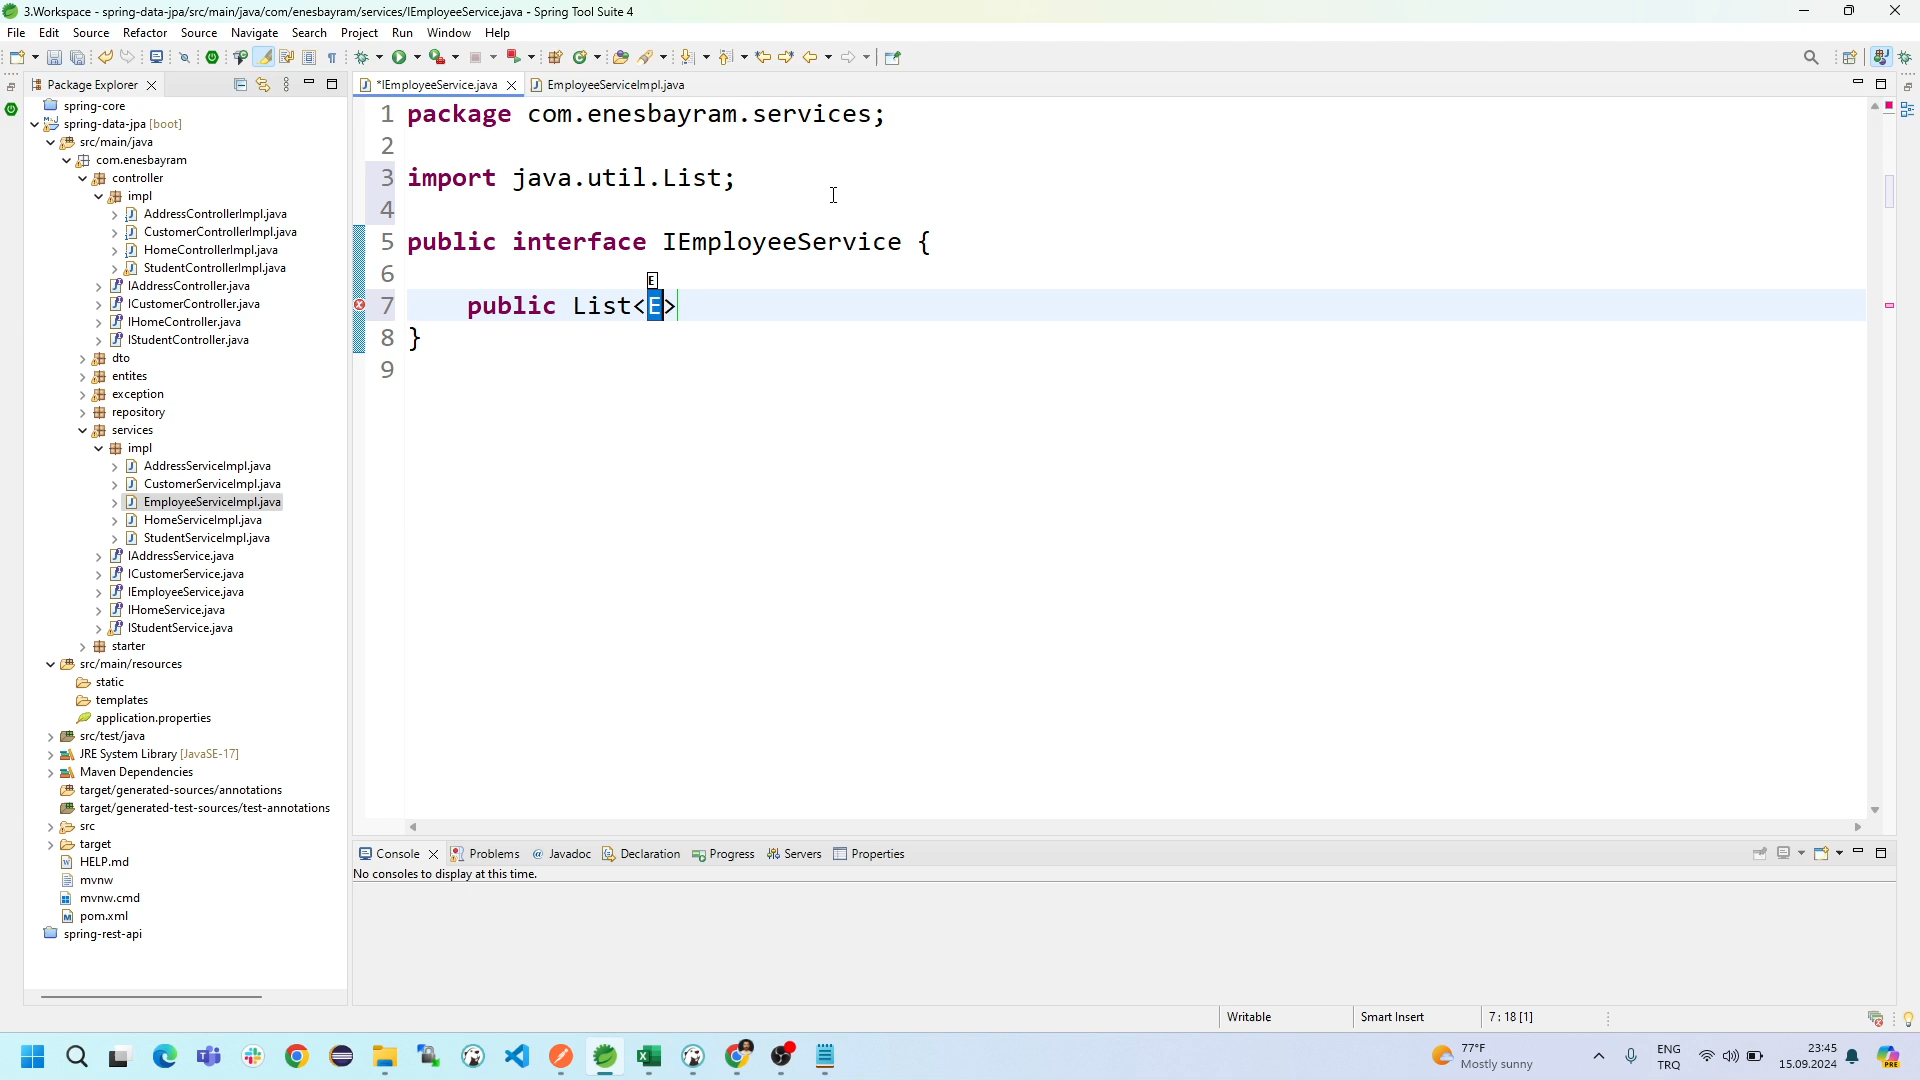 3.Workspace - spring-data-jpa/src/main/java/com/enesbayram/services/IEmployeeService.java - Spring Tool Suite 4
File Edit Source Refactor Source Navigate Search Project Run Window Help
Package Explorer
*IEmployeeService.java
EmployeeServiceImpl.java
spring-core
spring-data-jpa [boot]
src/main/java
com.enesbayram
controller
impl
AddressControllerImpl.java
CustomerControllerImpl.java
HomeControllerImpl.java
StudentControllerImpl.java
IAddressController.java
ICustomerController.java
IHomeController.java
IStudentController.java
dto
entites
exception
repository
services
impl
AddressServiceImpl.java
CustomerServiceImpl.java
EmployeeServiceImpl.java
HomeServiceImpl.java
StudentServiceImpl.java
IAddressService.java
ICustomerService.java
IEmployeeService.java
IHomeService.java
IStudentService.java
starter
src/main/resources
static
templates
application.properties
src/test/java
JRE System Library [JavaSE-17]
Maven Dependencies
target/generated-sources/annotations
target/generated-test-sources/test-annotations
src
target
HELP.md
mvnw
mvnw.cmd
pom.xml
spring-rest-api
1 package com.enesbayram.services;
2
3 import java.util.List;
4
5 public interface IEmployeeService {
6
E
7 public List<E>
8 }
9
Console Problems @ Javadoc Declaration Progress Servers Properties
No consoles to display at this time.
Writable Smart Insert 7 : 18 [1]
77°F
Mostly sunny
ENG
TRQ
23:45
15.09.2024
PRE